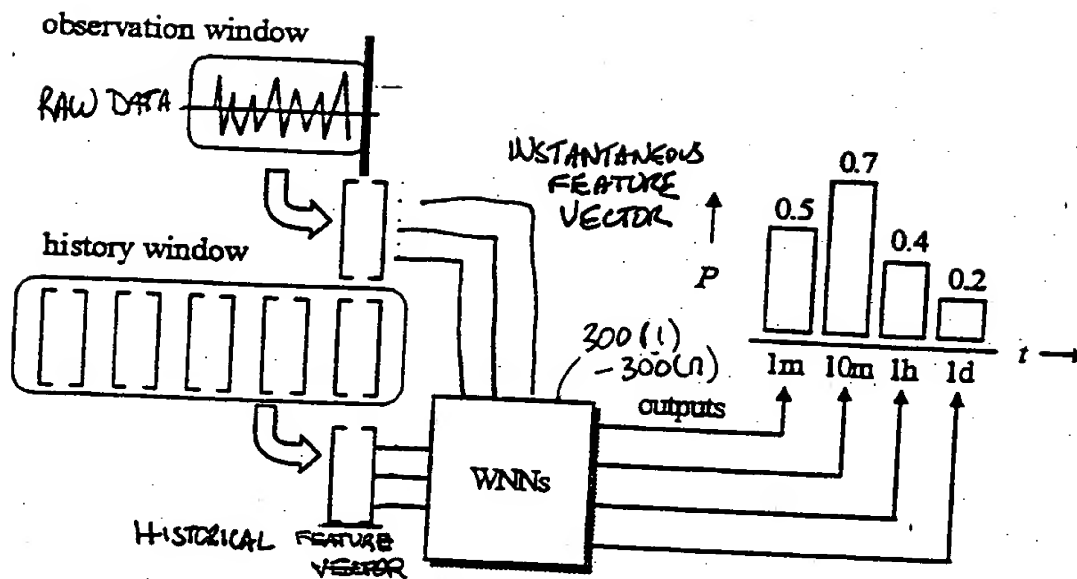 observation window
RAW DATA
INSTANTANEOUS
FEATURE
VECTOR
history window
P
0.5
0.7
0.4
0.2
t
1m 10m 1h 1d
300(1)
-300(n)
outputs
WNNs
HISTORICAL FEATURE
VECTOR